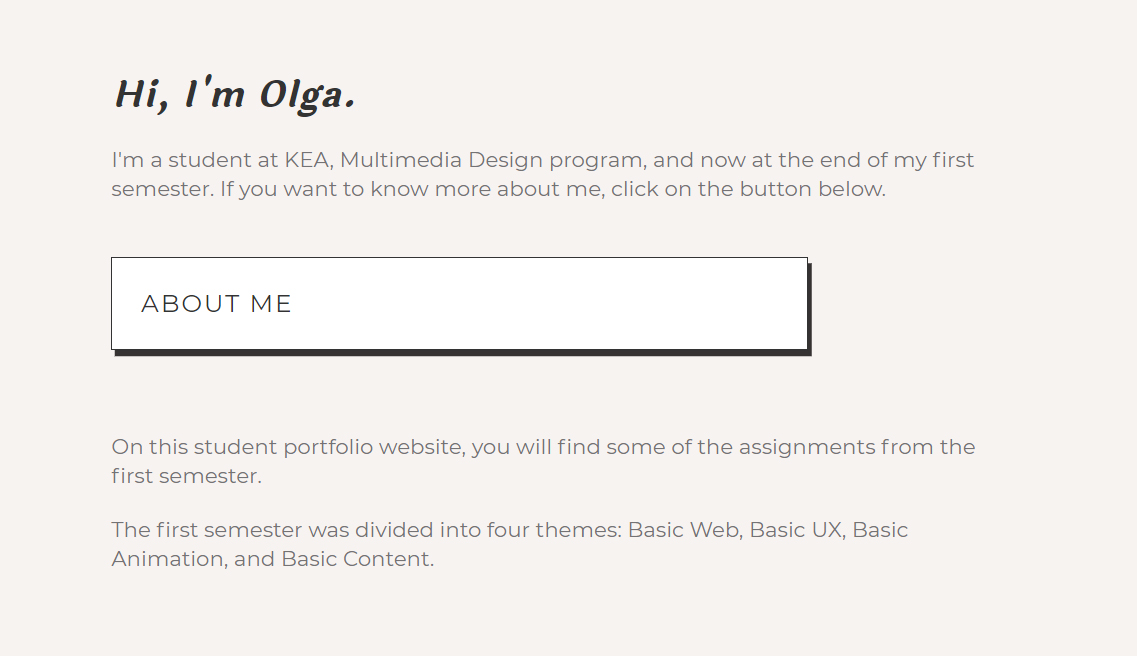 Hi, I'm Olga.
I'm a student at KEA, Multimedia Design program, and now at the end of my first
semester. If you want to know more about me, click on the button below.
ABOUT ME
On this student portfolio website, you will find some of the assignments from the
first semester.
The first semester was divided into four themes: Basic Web, Basic UX, Basic
Animation, and Basic Content.